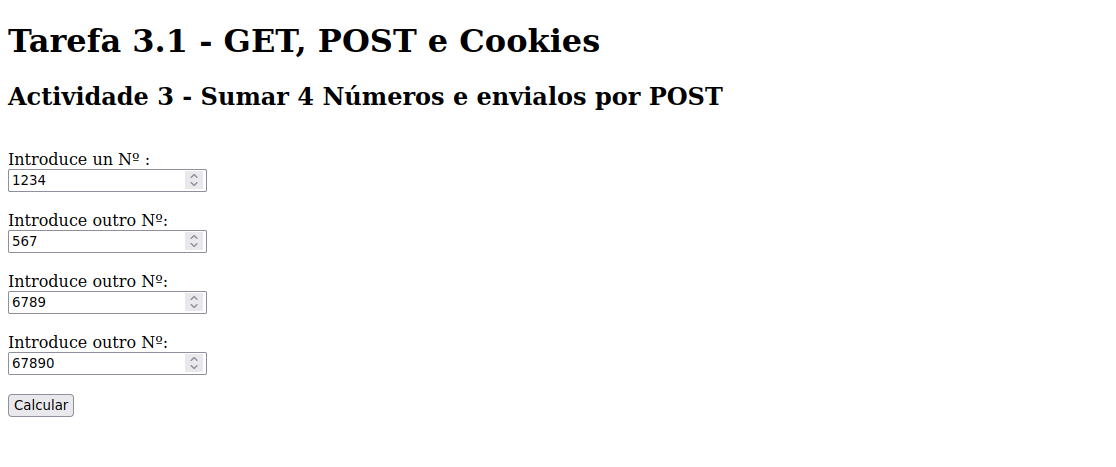 Tarefa 3.1 - GET, POST e Cookies
Actividade 3 - Sumar 4 Números e envialos por POST
Introduce un Nº :
1234
Introduce outro Nº:
567
Introduce outro Nº:
6789
Introduce outro Nº:
67890
Calcular